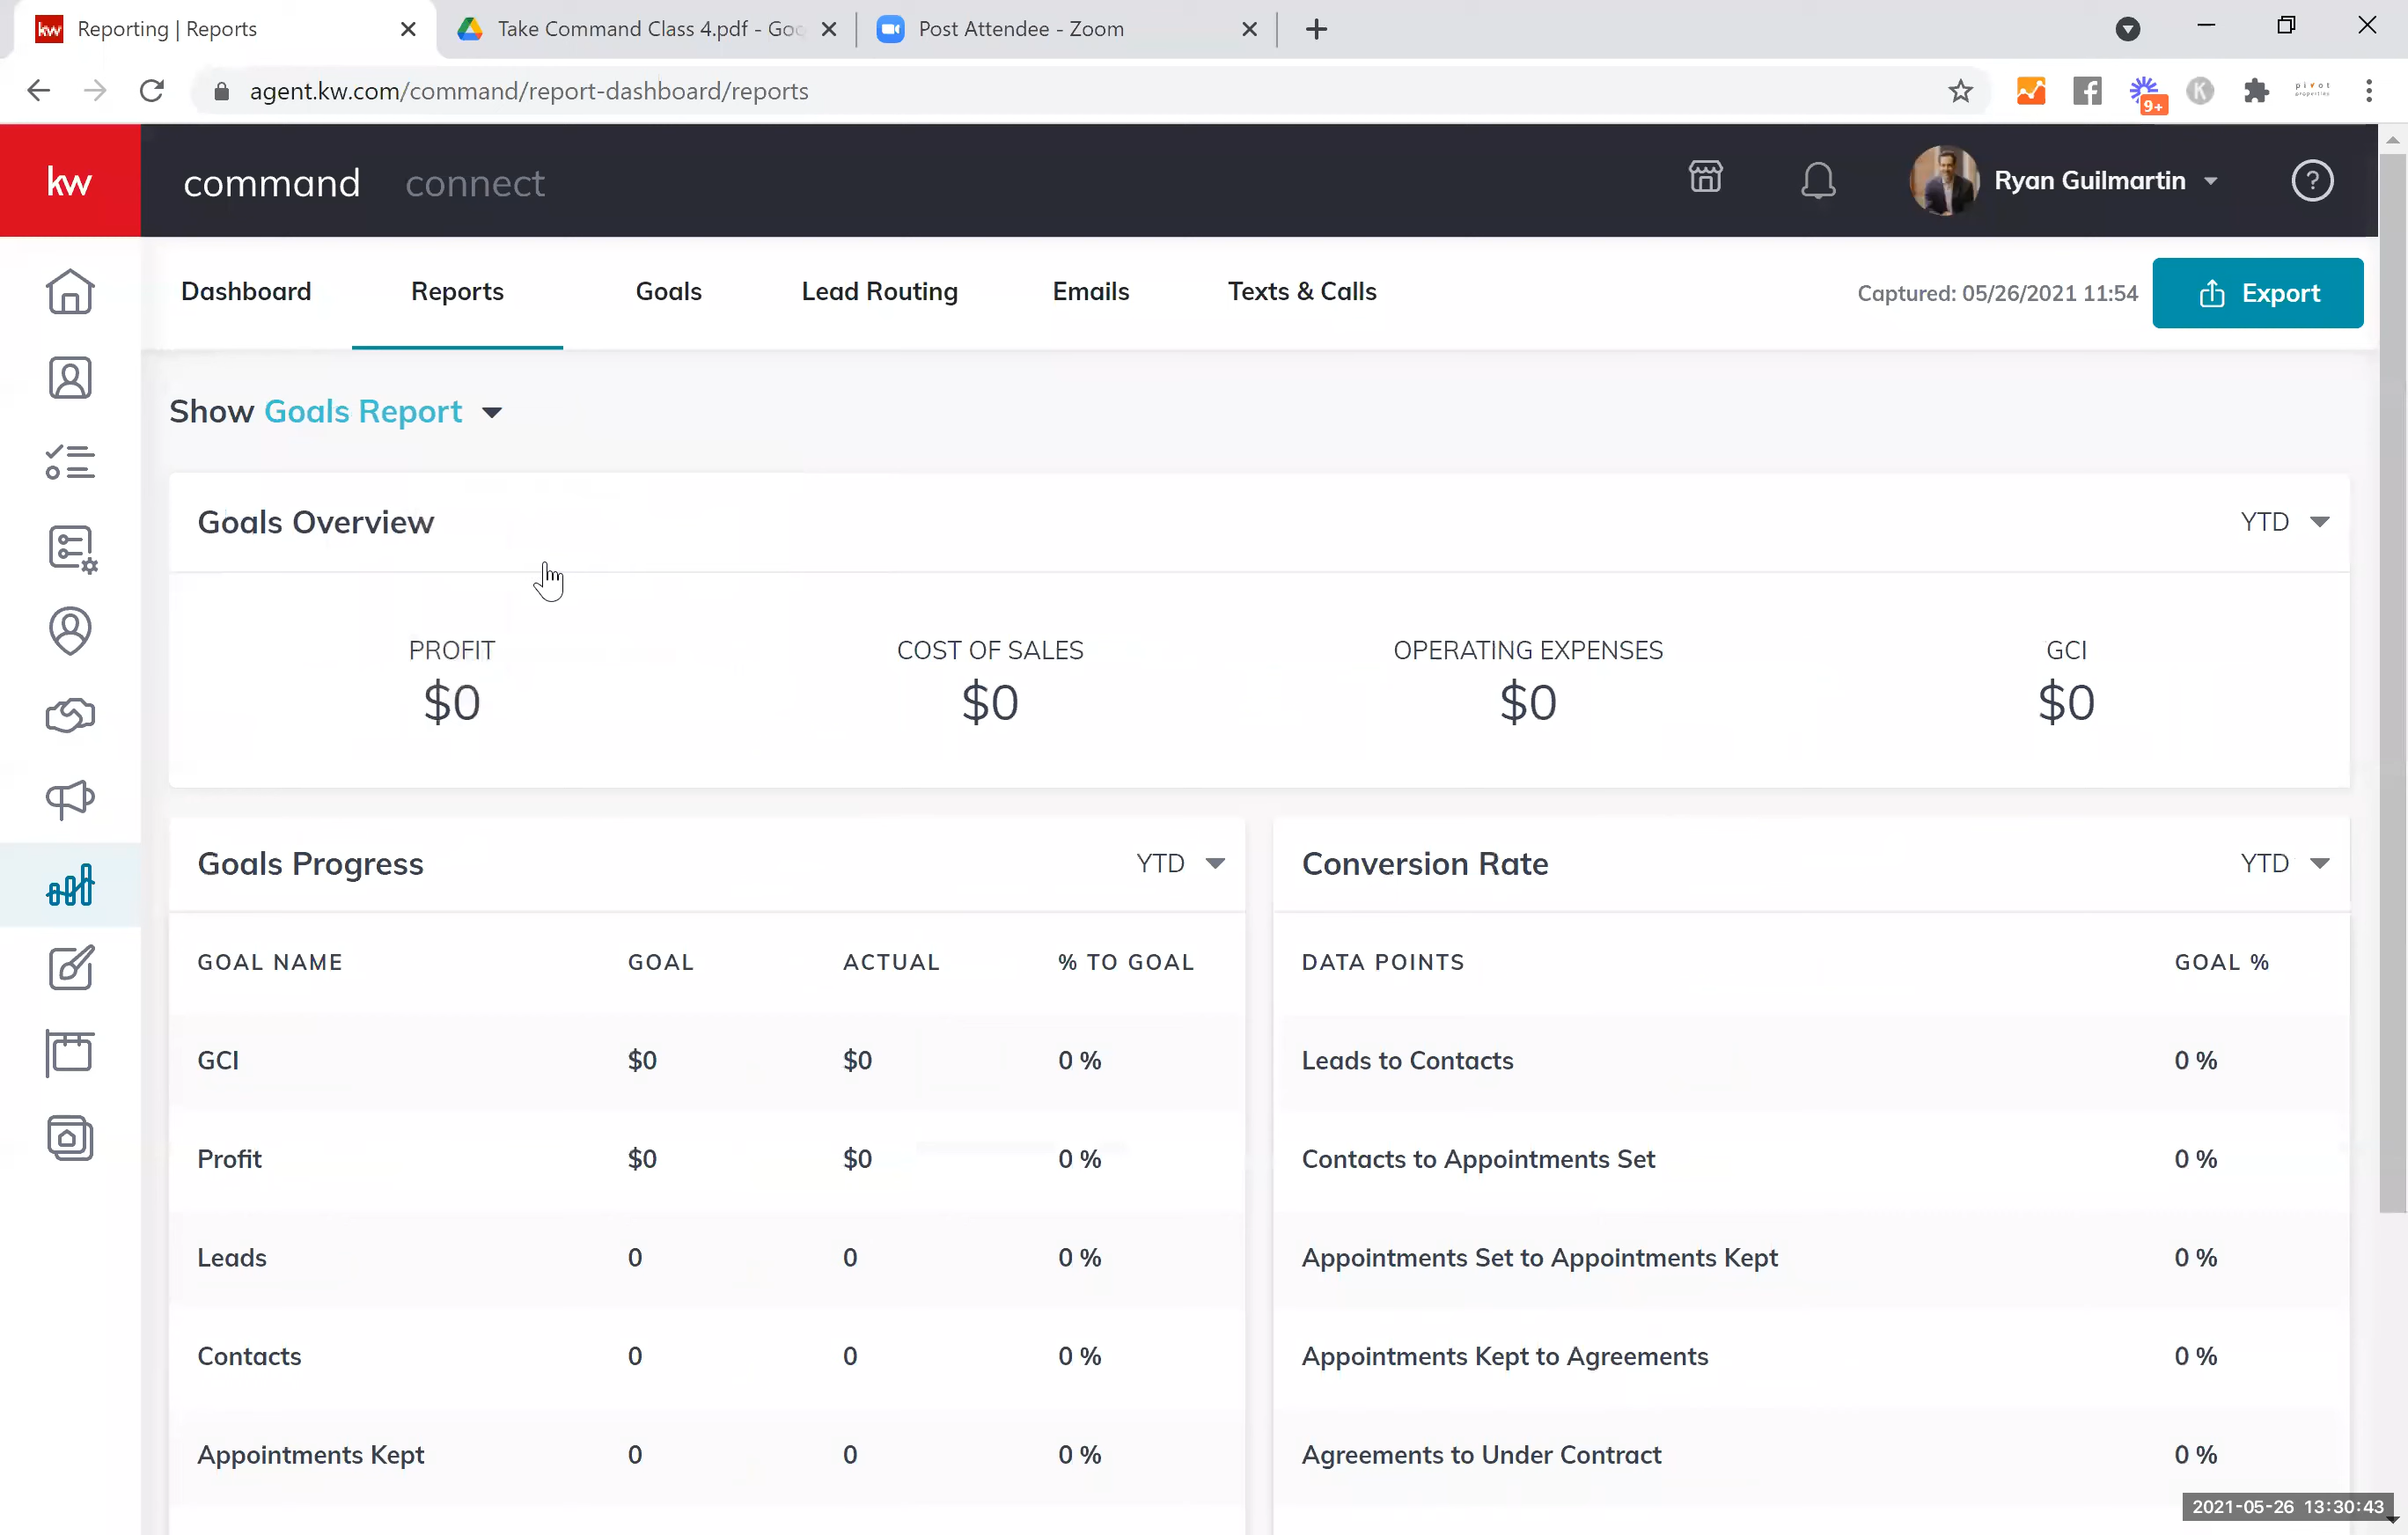 kw Reporting | Reports
Take Command Class 4.pdf - Goo
Post Attendee - Zoom
agent.kw.com/command/report-dashboard/reports
9+
K
pivot
properties
kw
command connect
Ryan Guilmartin
?
Dashboard Reports Goals Lead Routing Emails Texts & Calls
Captured: 05/26/2021 11:54
Export
Show Goals Report
Goals Overview
YTD
PROFIT COST OF SALES OPERATING EXPENSES GCI
$0 $0 $0 $0
Goals Progress
YTD
GOAL NAME GOAL ACTUAL % TO GOAL
GCI $0 $0 0 %
Profit $0 $0 0 %
Leads 0 0 0 %
Contacts 0 0 0 %
Appointments Kept 0 0 0 %
Conversion Rate
YTD
DATA POINTS GOAL %
Leads to Contacts 0 %
Contacts to Appointments Set 0 %
Appointments Set to Appointments Kept 0 %
Appointments Kept to Agreements 0 %
Agreements to Under Contract 0 %
2021-05-26 13:30:43